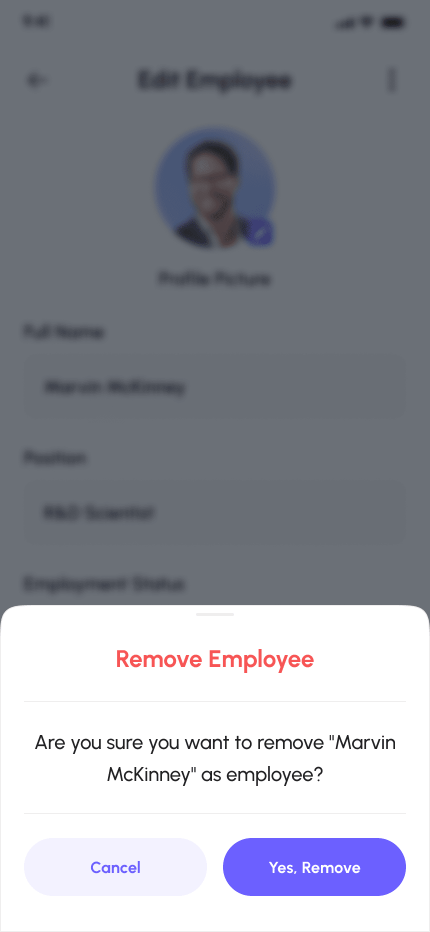 9:41
Edit Employee
Profile Picture
Full Name
Marvin McKinney
Position
R&D Scientist
Employment Status
Remove Employee
Are you sure you want to remove "Marvin
McKinney" as employee?
Cancel
Yes, Remove